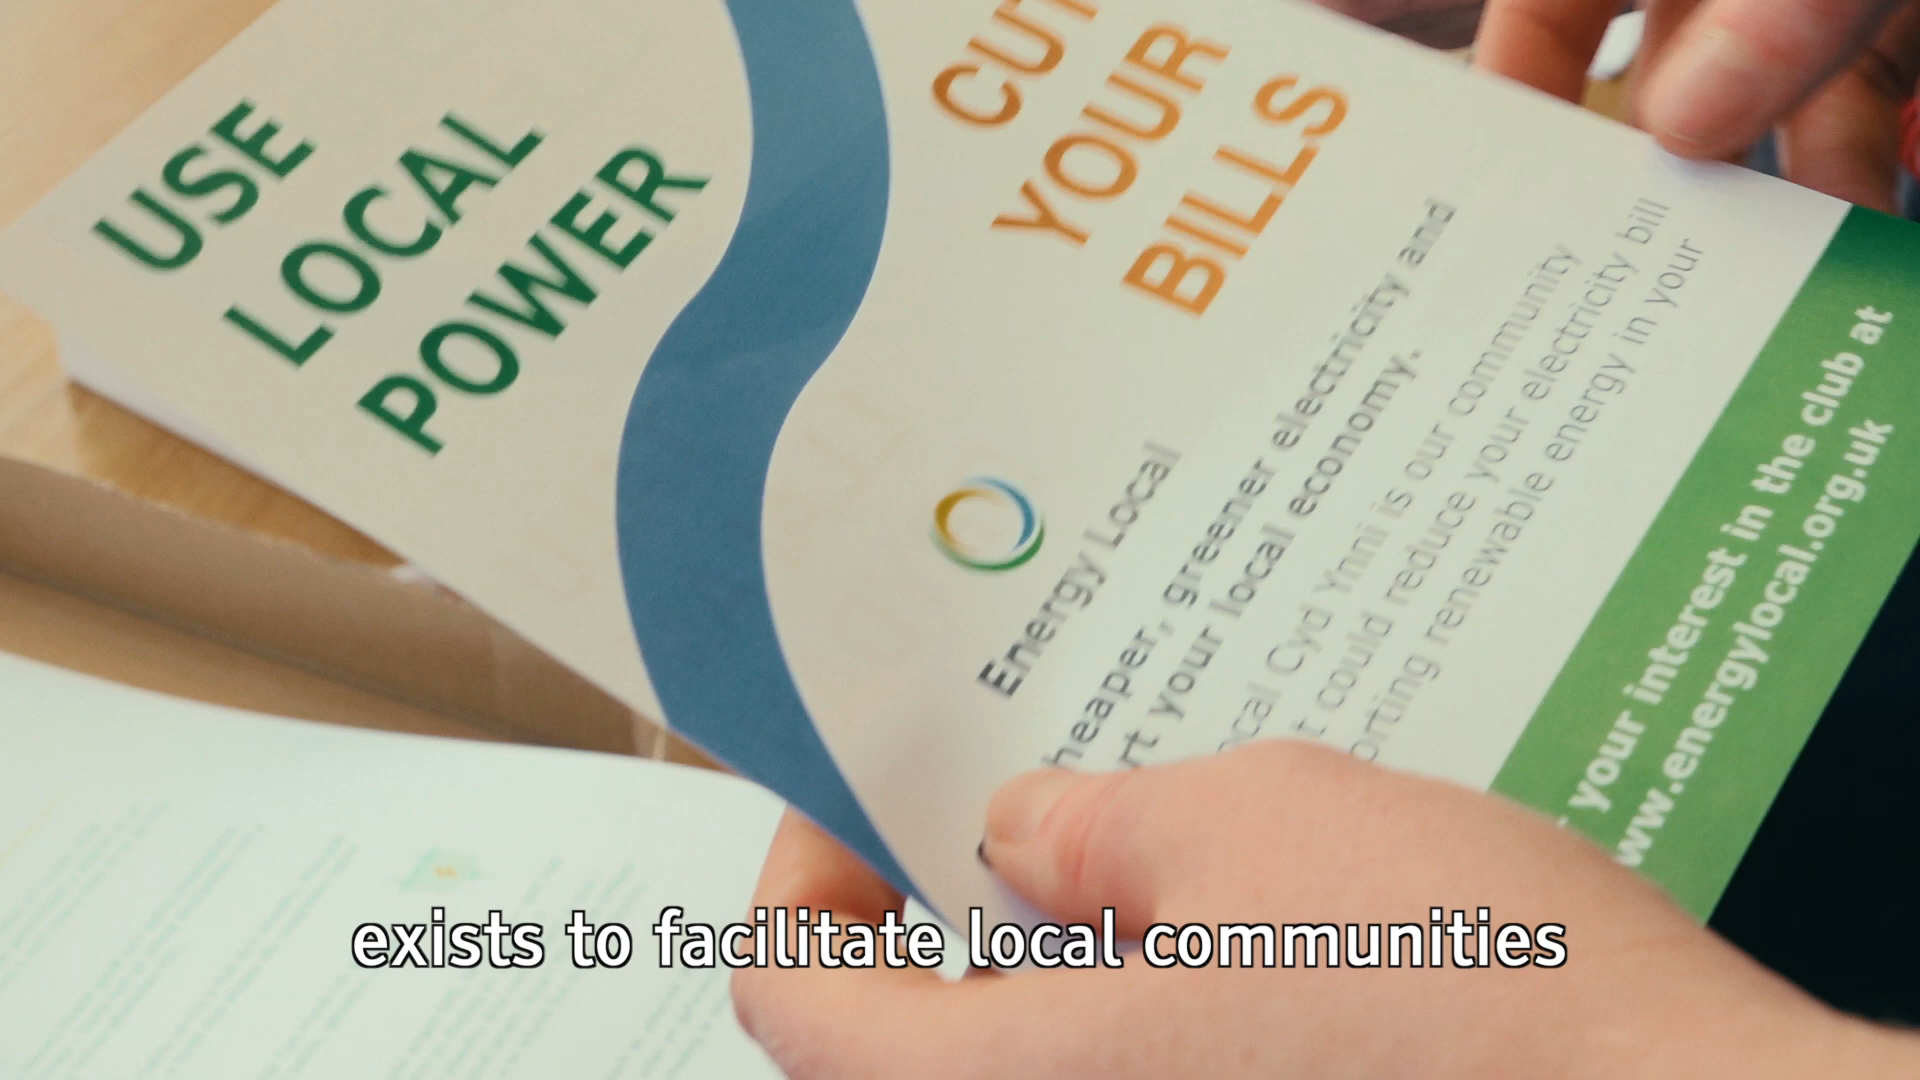 USE
LOCAL
POWER
CUT
YOUR
BILLS
Energy Local
heaper, greener electricity and
rt your local economy.
ocal Cyd Ynni is our community
t could reduce your electricity bill
orting renewable energy in your
your interest in the club at
ww.energylocal.org.uk
exists to facilitate local communities